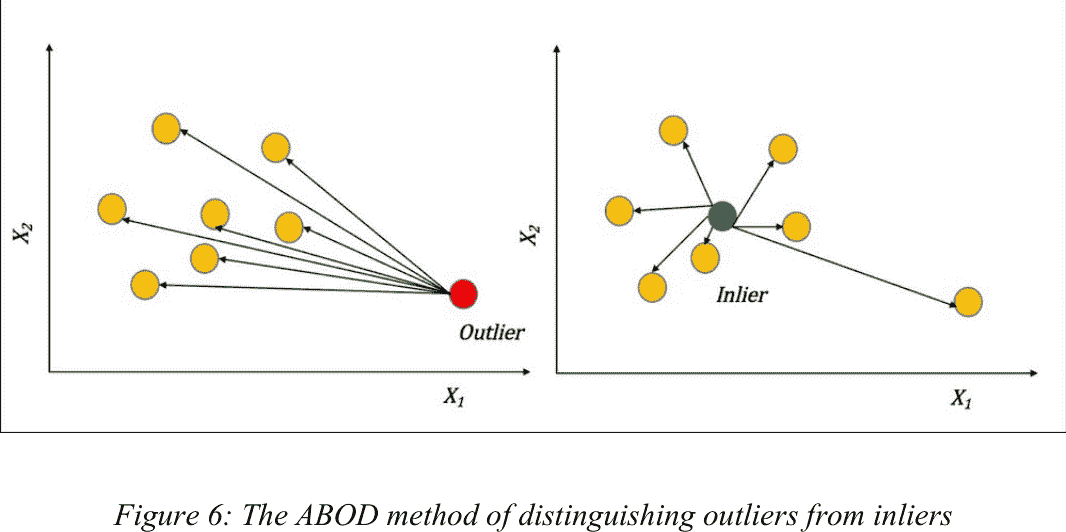 X₂
Outlier
X₁
X₂
Inlier
X₁
Figure 6: The ABOD method of distinguishing outliers from inliers